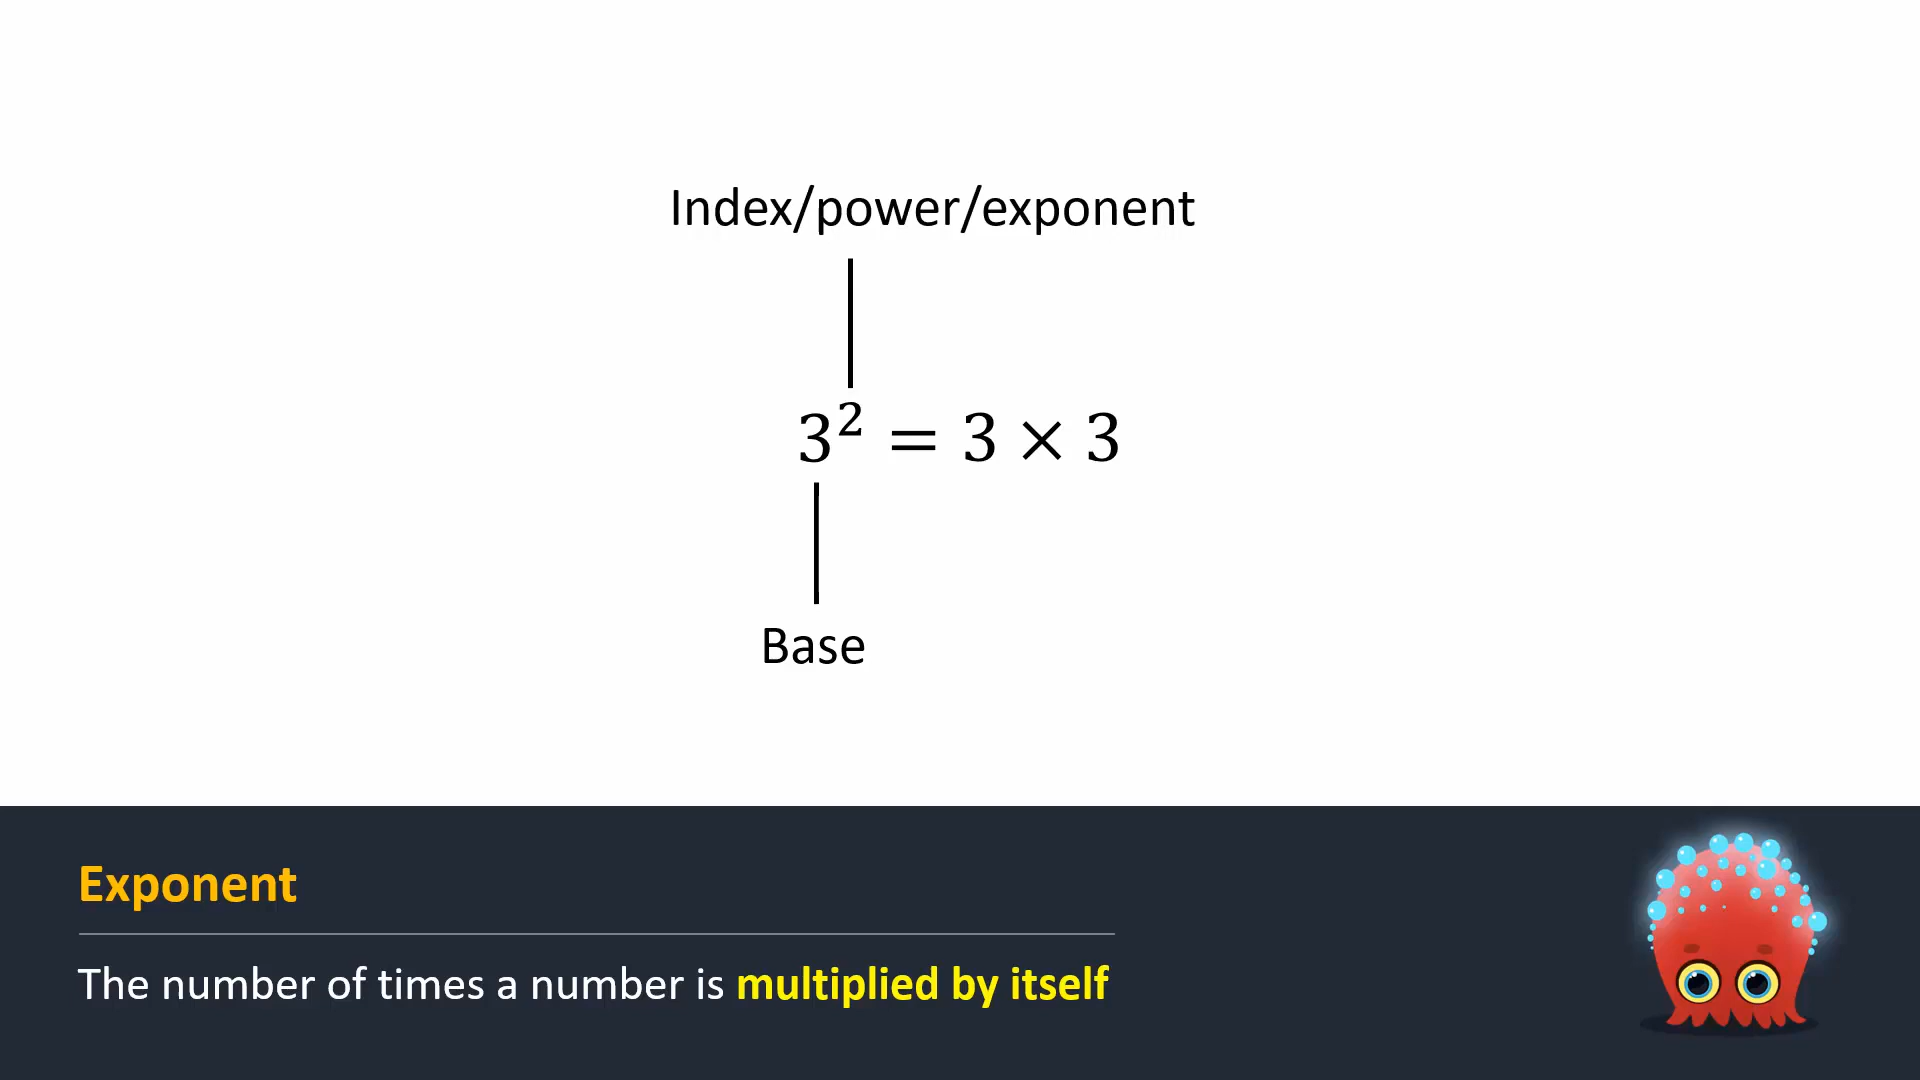 Index/power/exponent
3² = 3 × 3
Base
Exponent
The number of times a number is multiplied by itself